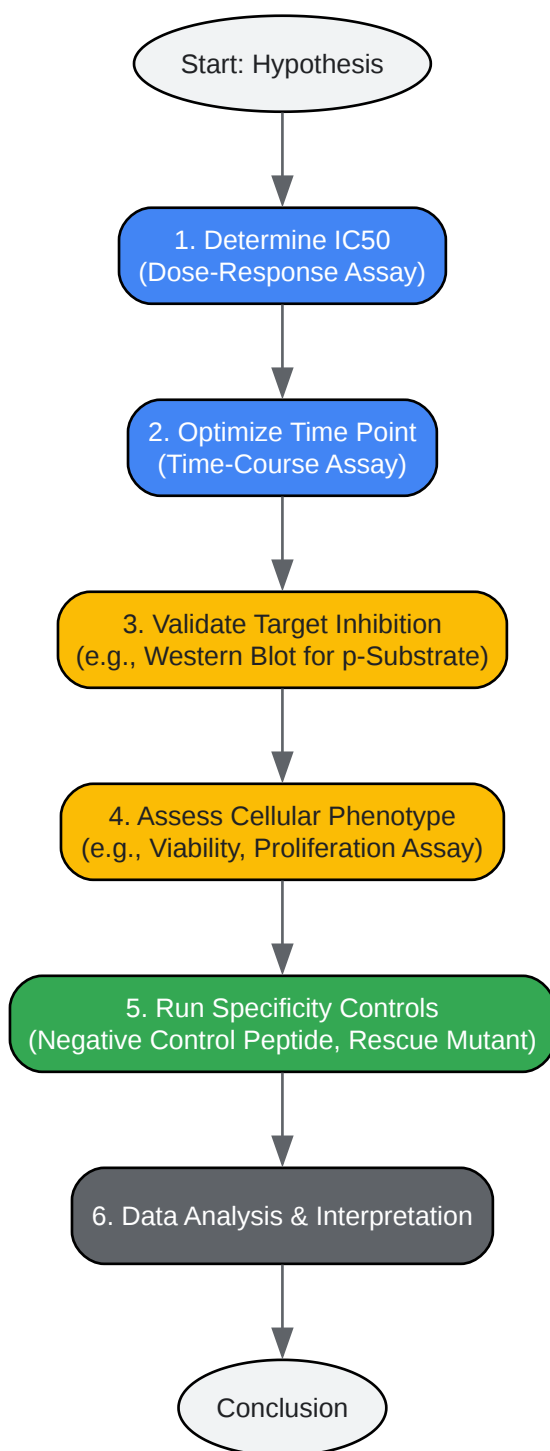 Start: Hypothesis
1. Determine IC50
(Dose-Response Assay)
2. Optimize Time Point
(Time-Course Assay)
3. Validate Target Inhibition
(e.g., Western Blot for p-Substrate)
4. Assess Cellular Phenotype
(e.g., Viability, Proliferation Assay)
5. Run Specificity Controls
(Negative Control Peptide, Rescue Mutant)
6. Data Analysis & Interpretation
Conclusion